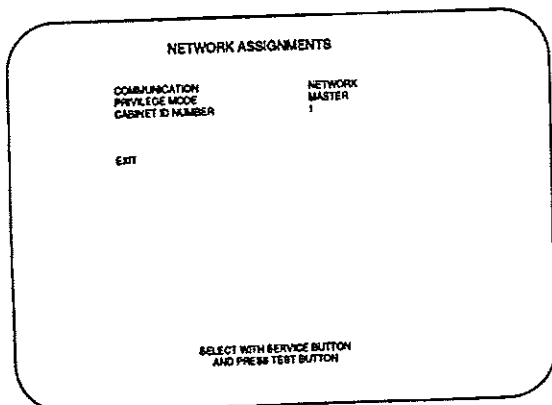 NETWORK ASSIGNMENTS
COMMUNICATION NETWORK
PRIVILEGE MODE MASTER
CABINET ID NUMBER 1
EXIT
SELECT WITH SERVICE BUTTON
AND PRESS TEST BUTTON